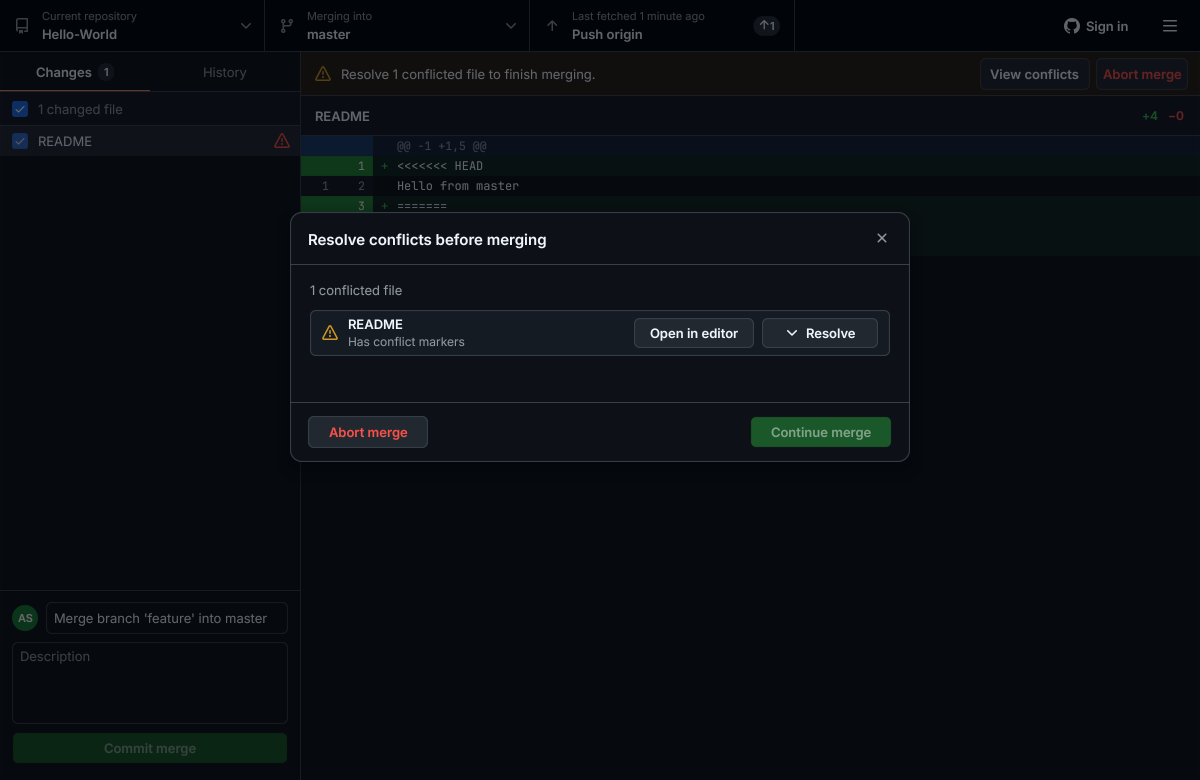 Current repository
Hello-World
Merging into
master
Last fetched 1 minute ago
Push origin
1
Sign in
Changes 1
History
Resolve 1 conflicted file to finish merging.
View conflicts
Abort merge
1 changed file
README
README
+4 −0
@@ -1 +1,5 @@
1 + <<<<<<< HEAD
1 2 Hello from master
3 + =======
Resolve conflicts before merging
1 conflicted file
README
Has conflict markers
Open in editor
Resolve
Abort merge
Continue merge
AS
Merge branch 'feature' into master
Description
Commit merge